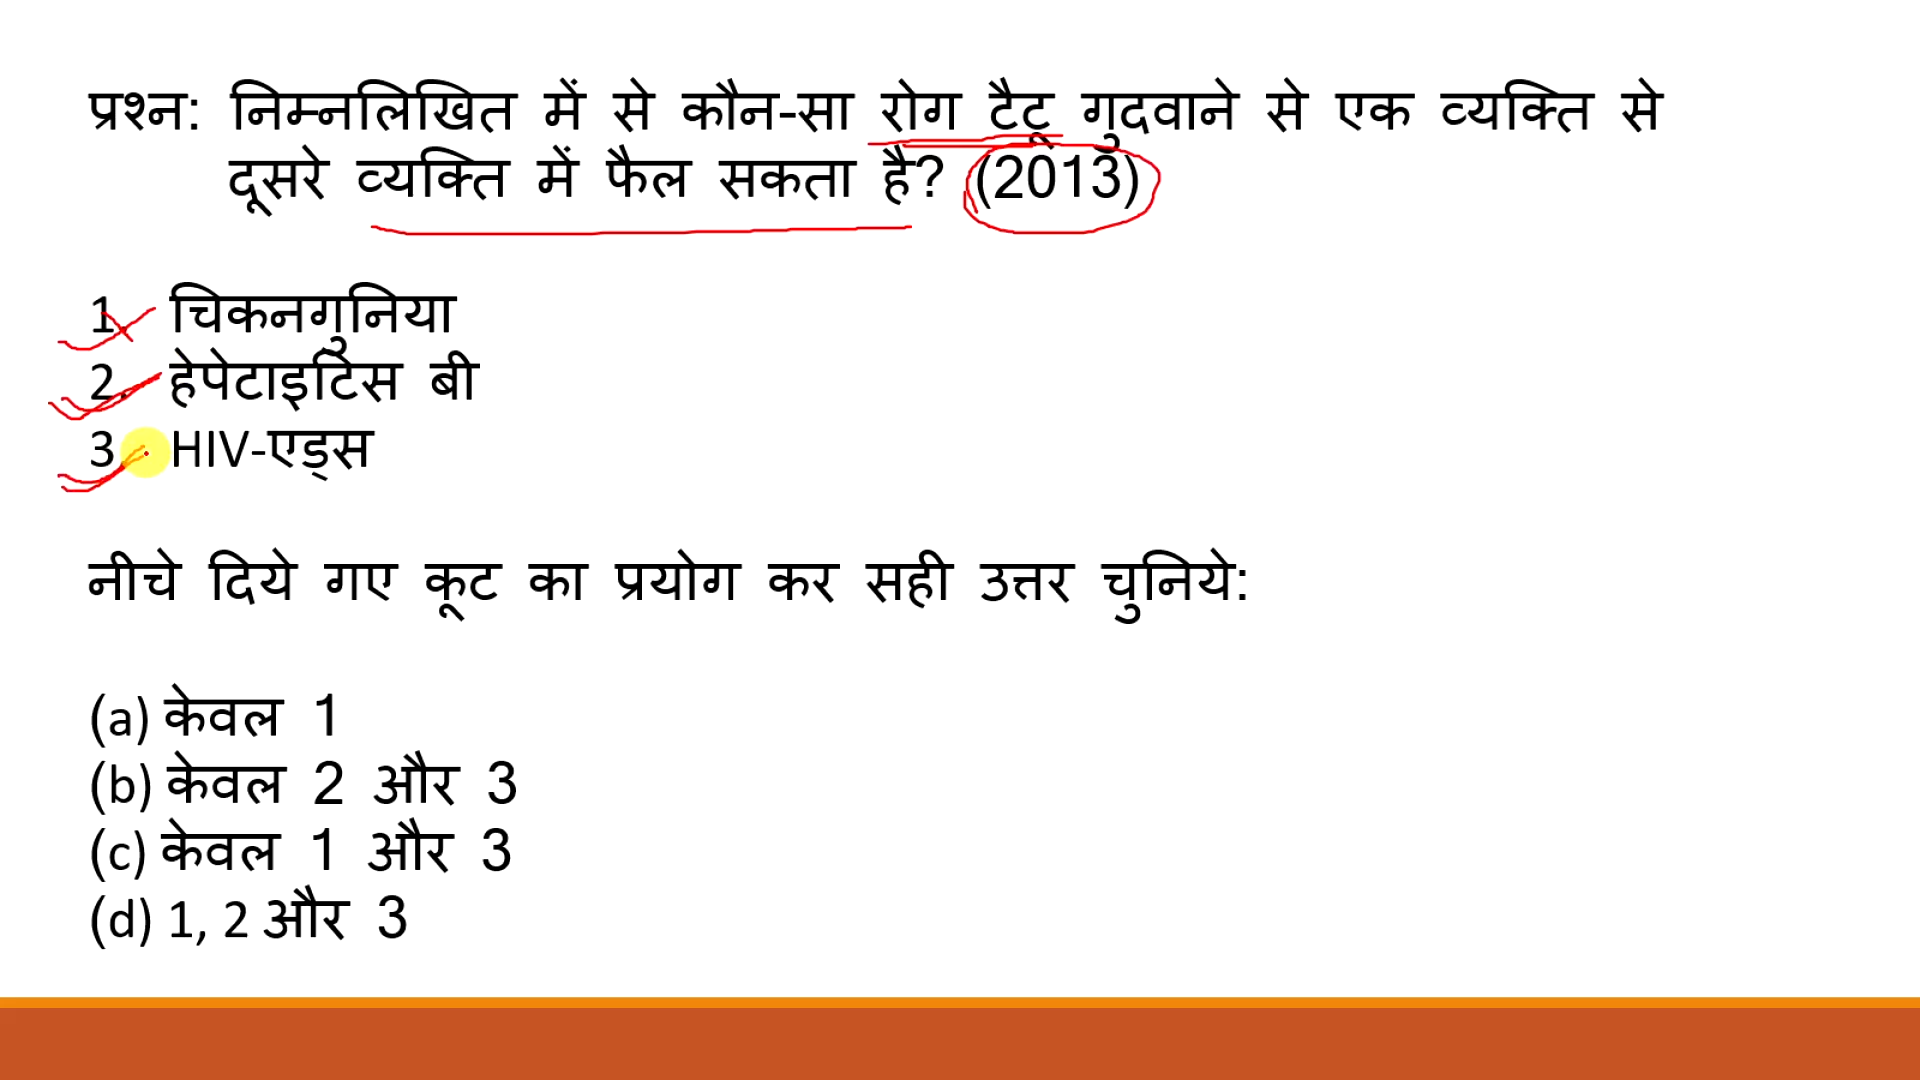 प्रश्न: निम्नलिखित में से कौन-सा रोग टैटू गुदवाने से एक व्यक्ति से
दूसरे व्यक्ति में फैल सकता है? (2013)
1. चिकनगुनिया
2. हेपेटाइटिस बी
3. HIV-एड्स
नीचे दिये गए कूट का प्रयोग कर सही उत्तर चुनिये:
(a) केवल 1
(b) केवल 2 और 3
(c) केवल 1 और 3
(d) 1, 2 और 3